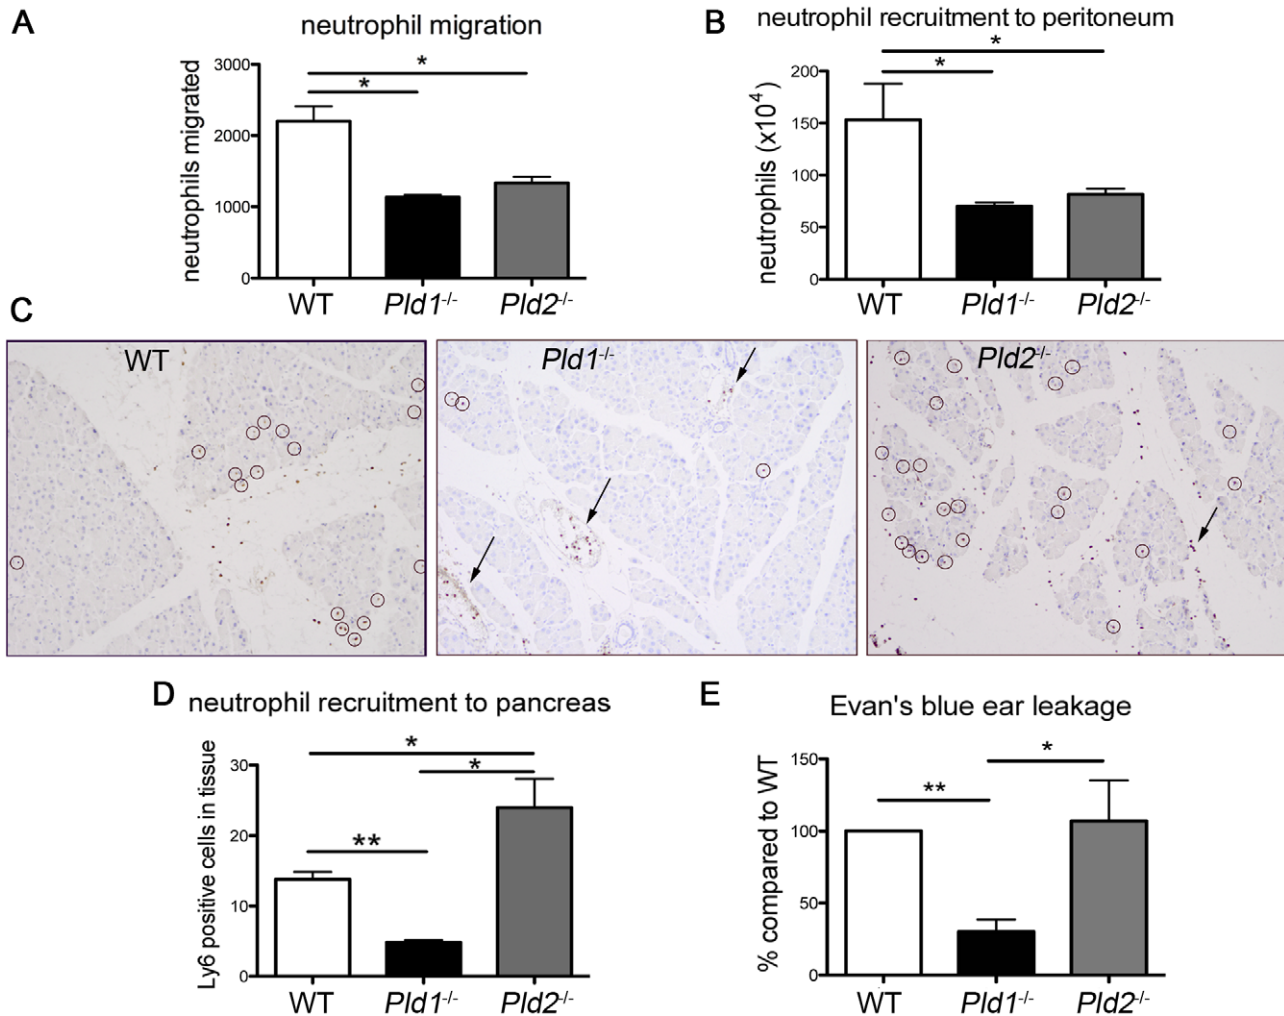 A
neutrophil migration
neutrophils migrated
3000
2000
1000
0
*
*
WT
Pld1-/-
Pld2-/-
B
neutrophil recruitment to peritoneum
neutrophils (x10^4)
200
150
100
50
0
*
*
WT
Pld1-/-
Pld2-/-
C
WT
Pld1-/-
Pld2-/-
D
neutrophil recruitment to pancreas
Ly6 positive cells in tissue
30
20
10
0
*
*
**
WT
Pld1-/-
Pld2-/-
E
Evan's blue ear leakage
% compared to WT
150
100
50
0
*
**
WT
Pld1-/-
Pld2-/-